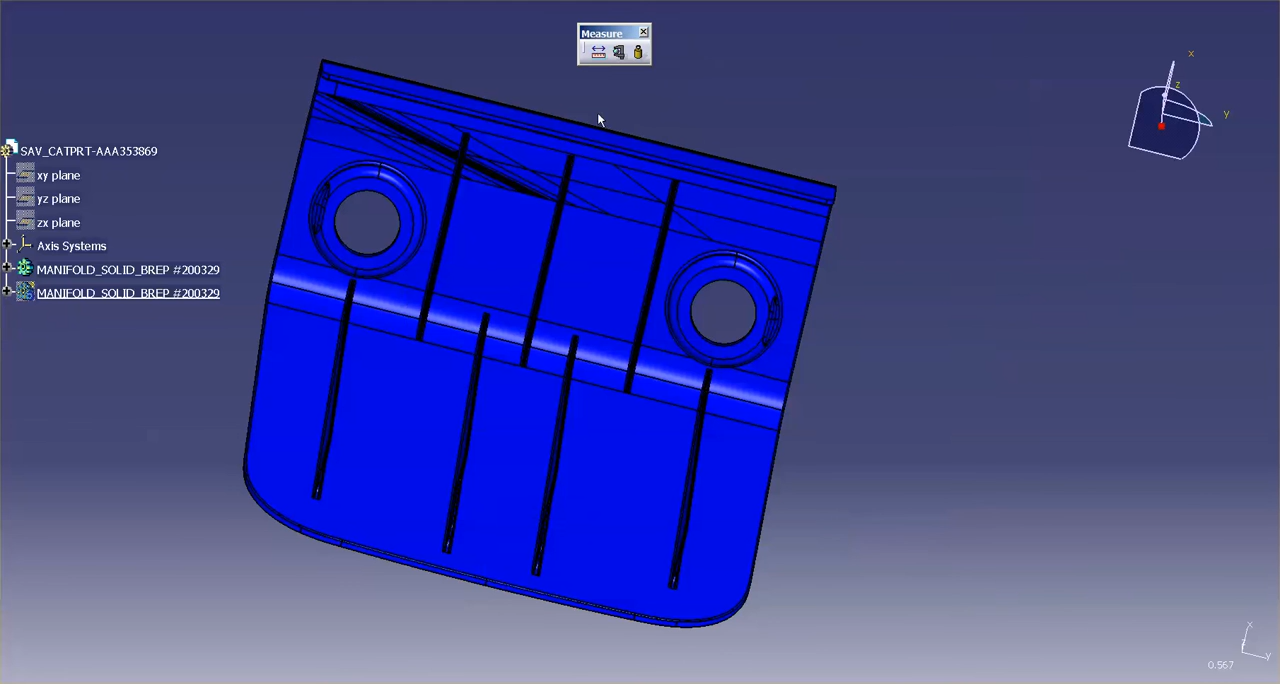 Measure
x
z
y
SAV_CATPRT-AAA353869
xy plane
yz plane
zx plane
Axis Systems
MANIFOLD_SOLID_BREP #200329
MANIFOLD_SOLID_BREP #200329
x
z
y
0.567